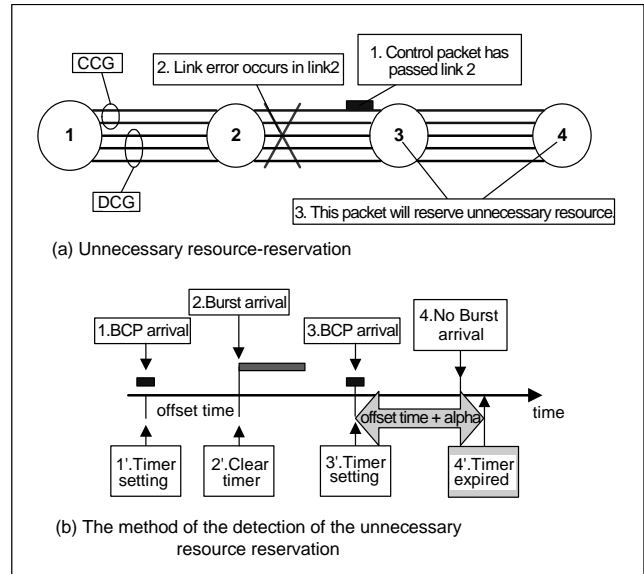 CCG
2. Link error occurs in link2
1. Control packet has
passed link 2
1
2
3
4
DCG
3. This packet will reserve unnecessary resource.
(a) Unnecessary resource-reservation
2.Burst arrival
1.BCP arrival
3.BCP arrival
4.No Burst
arrival
offset time
offset time + alpha
time
1'.Timer
setting
2'.Clear
timer
3'.Timer
setting
4'.Timer
expired
(b) The method of the detection of the unnecessary
resource reservation